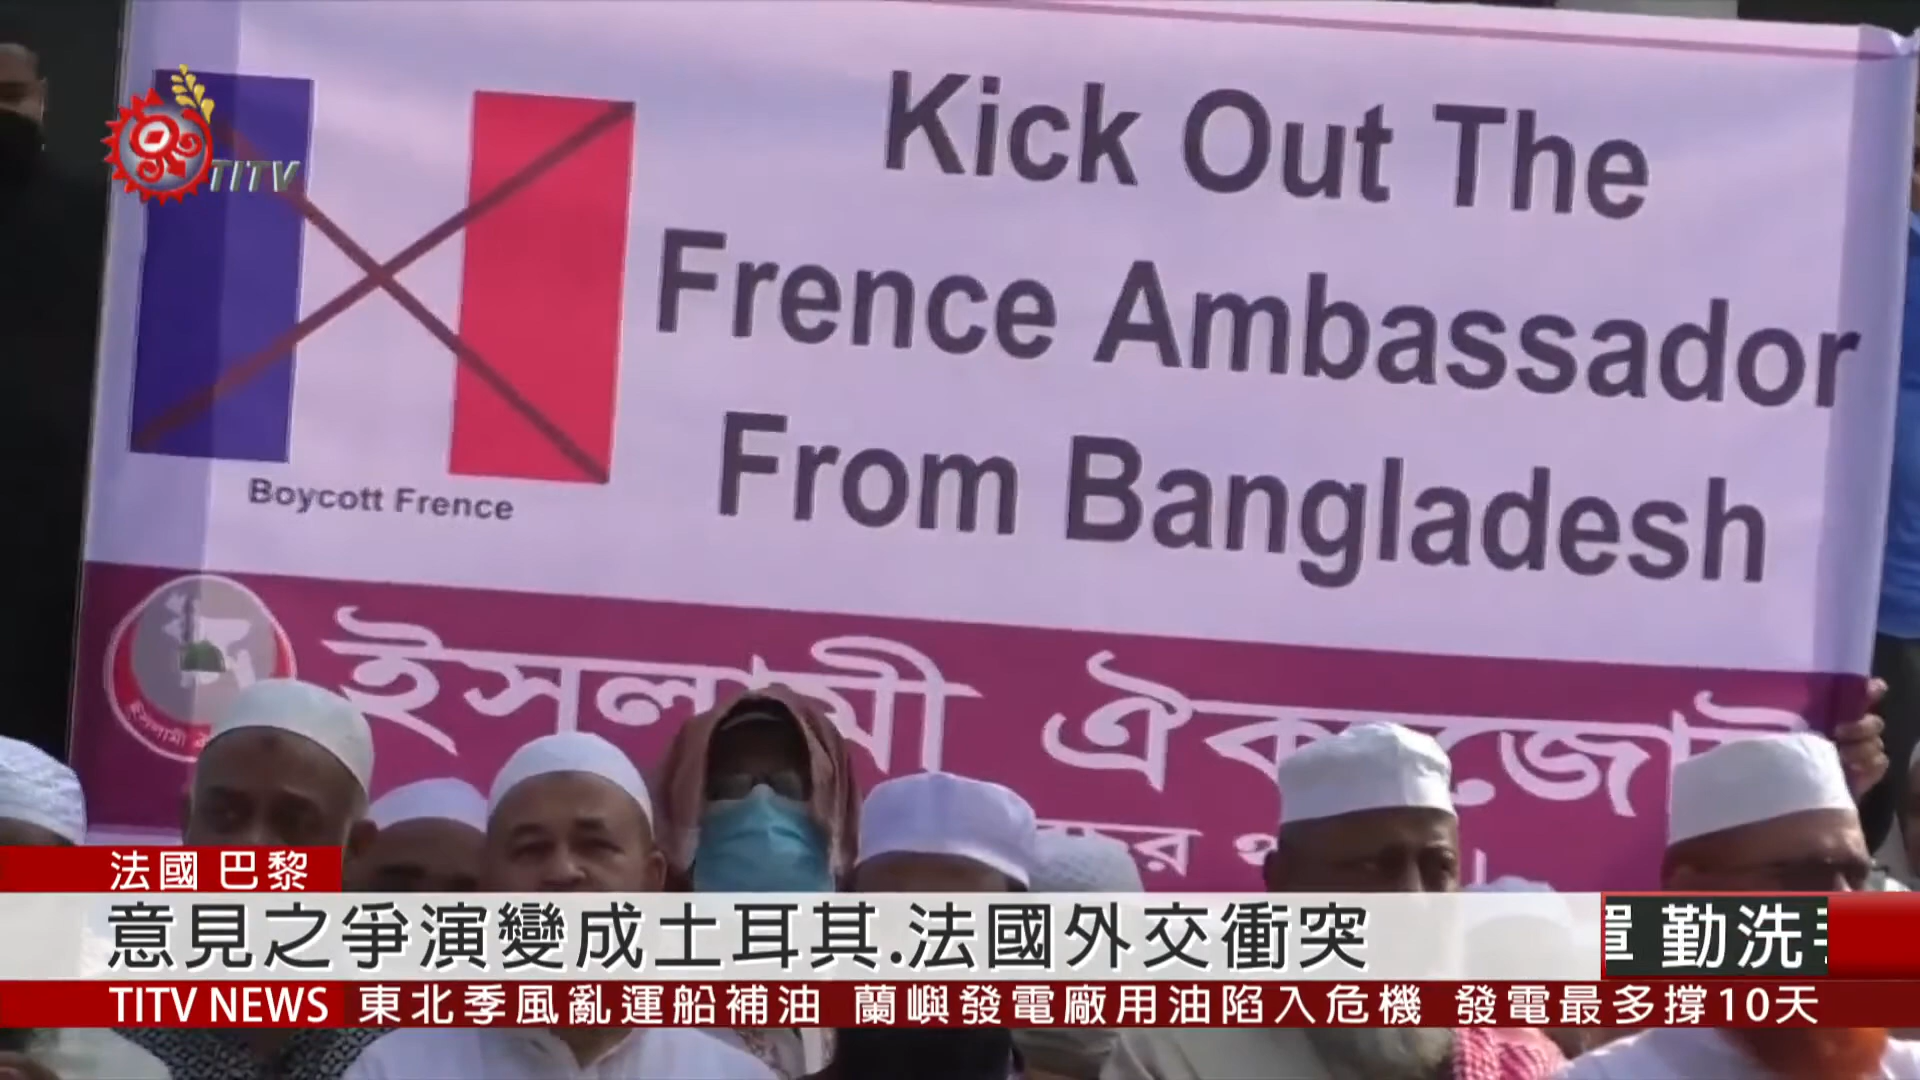 TITV
Kick Out The
Frence Ambassador
From Bangladesh
Boycott Frence
ইসলামী ঐক্যজোট
法國 巴黎
意見之爭演變成土耳其.法國外交衝突
勤洗
TITV NEWS 東北季風亂運船補油 蘭嶼發電廠用油陷入危機 發電最多撐10天